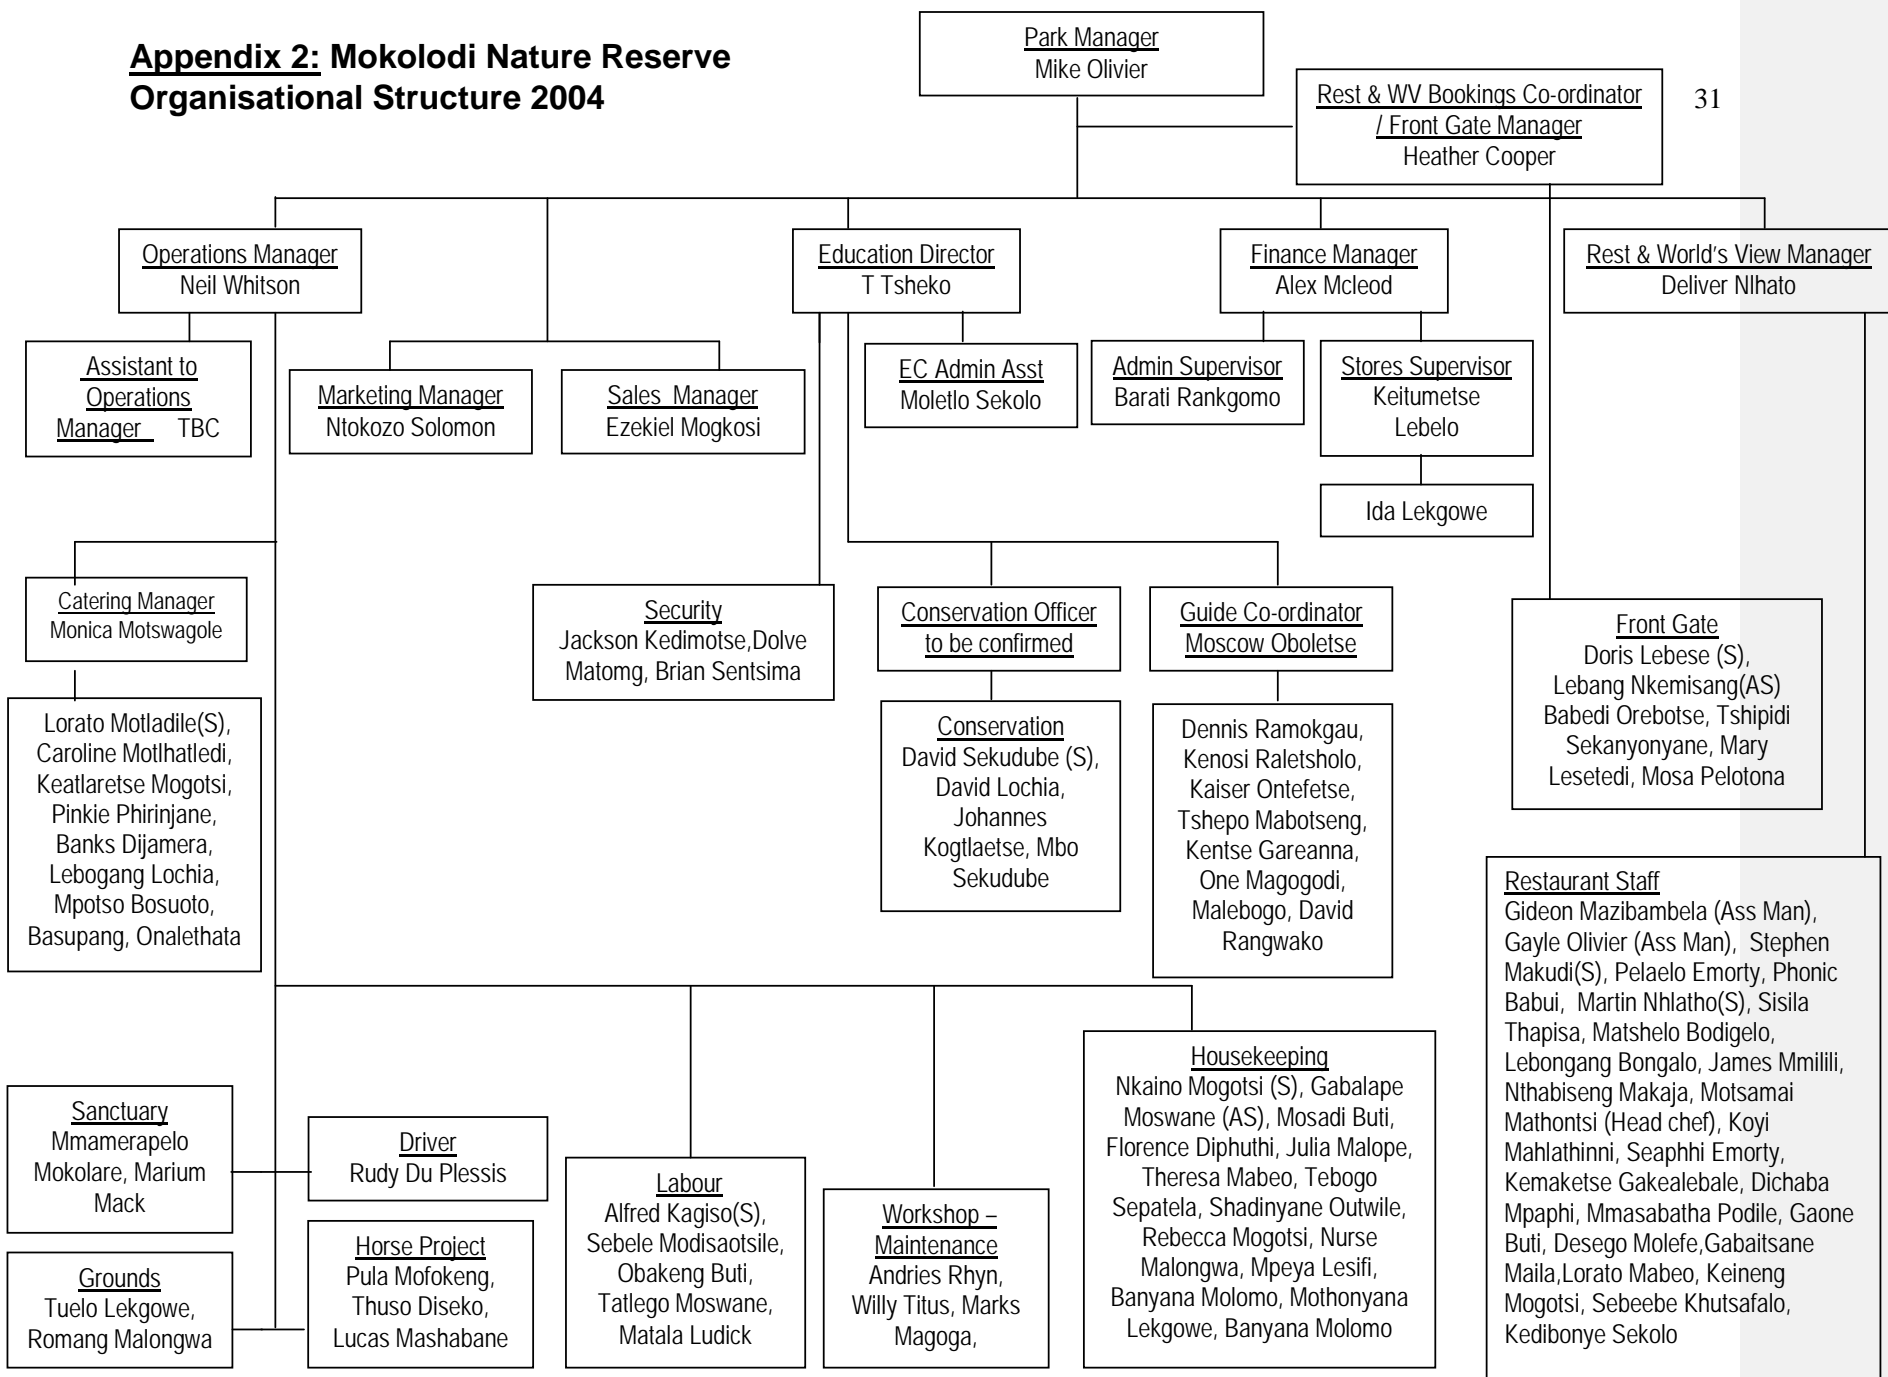 Appendix 2: Mokolodi Nature Reserve
Organisational Structure 2004
31
Park Manager
Mike Olivier
Rest & WV Bookings Co-ordinator
/ Front Gate Manager
Heather Cooper
Operations Manager
Neil Whitson
Education Director
T Tsheko
Finance Manager
Alex Mcleod
Rest & World's View Manager
Deliver Nlhato
Assistant to
Operations
Manager TBC
Marketing Manager
Ntokozo Solomon
Sales Manager
Ezekiel Mogkosi
EC Admin Asst
Moletlo Sekolo
Admin Supervisor
Barati Rankgomo
Stores Supervisor
Keitumetse
Lebelo
Ida Lekgowe
Catering Manager
Monica Motswagole
Security
Jackson Kedimotse,Dolve
Matomg, Brian Sentsima
Conservation Officer
to be confirmed
Guide Co-ordinator
Moscow Oboletse
Front Gate
Doris Lebese (S),
Lebang Nkemisang(AS)
Babedi Orebotse, Tshipidi
Sekanyonyane, Mary
Lesetedi, Mosa Pelotona
Lorato Motladile(S),
Caroline Motlhatledi,
Keatlaretse Mogotsi,
Pinkie Phirinjane,
Banks Dijamera,
Lebogang Lochia,
Mpotso Bosuoto,
Basupang, Onalethata
Conservation
David Sekudube (S),
David Lochia,
Johannes
Kogtlaetse, Mbo
Sekudube
Dennis Ramokgau,
Kenosi Raletsholo,
Kaiser Ontefetse,
Tshepo Mabotseng,
Kentse Gareanna,
One Magogodi,
Malebogo, David
Rangwako
Restaurant Staff
Gideon Mazibambela (Ass Man),
Gayle Olivier (Ass Man), Stephen
Makudi(S), Pelaelo Emorty, Phonic
Babui, Martin Nhlatho(S), Sisila
Thapisa, Matshelo Bodigelo,
Lebongang Bongalo, James Mmilili,
Nthabiseng Makaja, Motsamai
Mathontsi (Head chef), Koyi
Mahlathinni, Seaphhi Emorty,
Kemaketse Gakealebale, Dichaba
Mpaphi, Mmasabatha Podile, Gaone
Buti, Desego Molefe,Gabaitsane
Maila,Lorato Mabeo, Keineng
Mogotsi, Sebeebe Khutsafalo,
Kedibonye Sekolo
Sanctuary
Mmamerapelo
Mokolare, Marium
Mack
Driver
Rudy Du Plessis
Grounds
Tuelo Lekgowe,
Romang Malongwa
Horse Project
Pula Mofokeng,
Thuso Diseko,
Lucas Mashabane
Labour
Alfred Kagiso(S),
Sebele Modisaotsile,
Obakeng Buti,
Tatlego Moswane,
Matala Ludick
Workshop –
Maintenance
Andries Rhyn,
Willy Titus, Marks
Magoga,
Housekeeping
Nkaino Mogotsi (S), Gabalape
Moswane (AS), Mosadi Buti,
Florence Diphuthi, Julia Malope,
Theresa Mabeo, Tebogo
Sepatela, Shadinyane Outwile,
Rebecca Mogotsi, Nurse
Malongwa, Mpeya Lesifi,
Banyana Molomo, Mothonyana
Lekgowe, Banyana Molomo